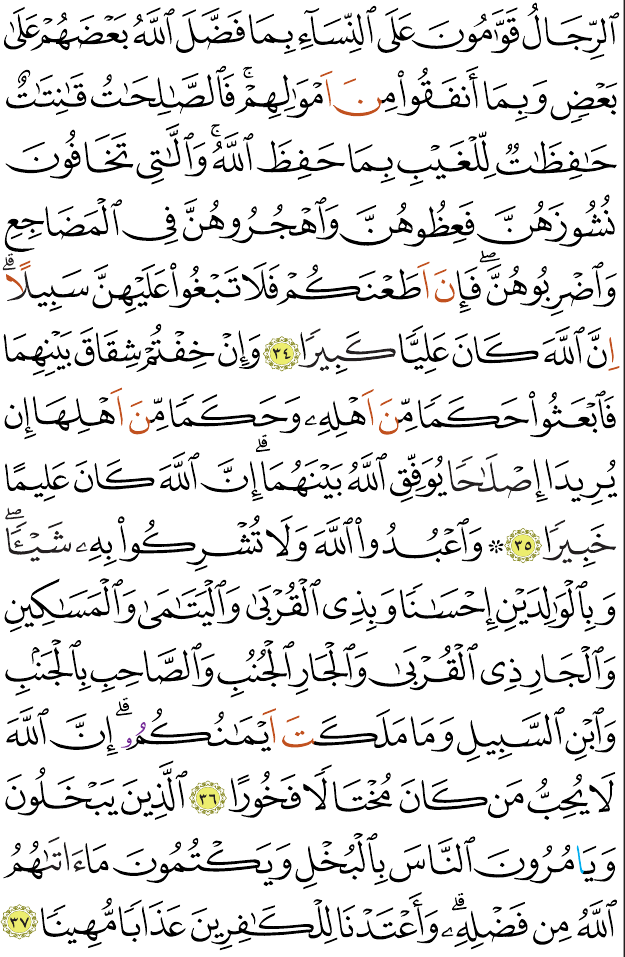 ٱلرِّجَالُ قَوَّٰمُونَ عَلَى ٱلنِّسَآءِ بِمَا فَضَّلَ ٱللَّهُ بَعْضَهُمْ عَلَىٰ
بَعْضٍ وَبِمَا أَنفَقُوا۟ مِنَ اَمْوَٰلِهِمْ ۚ فَٱلصَّٰلِحَٰتُ قَٰنِتَٰتٌ
حَٰفِظَٰتٌ لِّلْغَيْبِ بِمَا حَفِظَ ٱللَّهُ ۚ وَٱلَّٰتِى تَخَافُونَ
نُشُوزَهُنَّ فَعِظُوهُنَّ وَٱهْجُرُوهُنَّ فِى ٱلْمَضَاجِعِ
وَٱضْرِبُوهُنَّ ۖ فَإِنَ اَطَعْنَكُمْ فَلَا تَبْغُوا۟ عَلَيْهِنَّ سَبِيلًا ۗ
اِنَّ ٱللَّهَ كَانَ عَلِيًّا كَبِيرًا ٣٤ وَإِنْ خِفْتُمْ شِقَاقَ بَيْنِهِمَا
فَٱبْعَثُوا۟ حَكَمًا مِّنَ اَهْلِهِۦ وَحَكَمًا مِّنَ اَهْلِهَا إِن
يُرِيدَا إِصْلَٰحًا يُوَفِّقِ ٱللَّهُ بَيْنَهُمَا ۗ إِنَّ ٱللَّهَ كَانَ عَلِيمًا
خَبِيرًا ٣٥ ۞ وَٱعْبُدُوا۟ ٱللَّهَ وَلَا تُشْرِكُوا۟ بِهِۦ شَيْـًٔا ۖ
وَبِٱلْوَٰلِدَيْنِ إِحْسَٰنًا وَبِذِى ٱلْقُرْبَىٰ وَٱلْيَتَٰمَىٰ وَٱلْمَسَٰكِينِ
وَٱلْجَارِ ذِى ٱلْقُرْبَىٰ وَٱلْجَارِ ٱلْجُنُبِ وَٱلصَّاحِبِ بِٱلْجَنۢبِ
وَٱبْنِ ٱلسَّبِيلِ وَمَا مَلَكَتَ اَيْمَٰنُكُمُۥ ۗ إِنَّ ٱللَّهَ
لَا يُحِبُّ مَن كَانَ مُخْتَالًا فَخُورًا ٣٦ ٱلَّذِينَ يَبْخَلُونَ
وَيَامُرُونَ ٱلنَّاسَ بِٱلْبُخْلِ وَيَكْتُمُونَ مَا ءَاتَىٰهُمُ
ٱللَّهُ مِن فَضْلِهِۦ ۗ وَأَعْتَدْنَا لِلْكَٰفِرِينَ عَذَابًا مُّهِينًا ٣٧